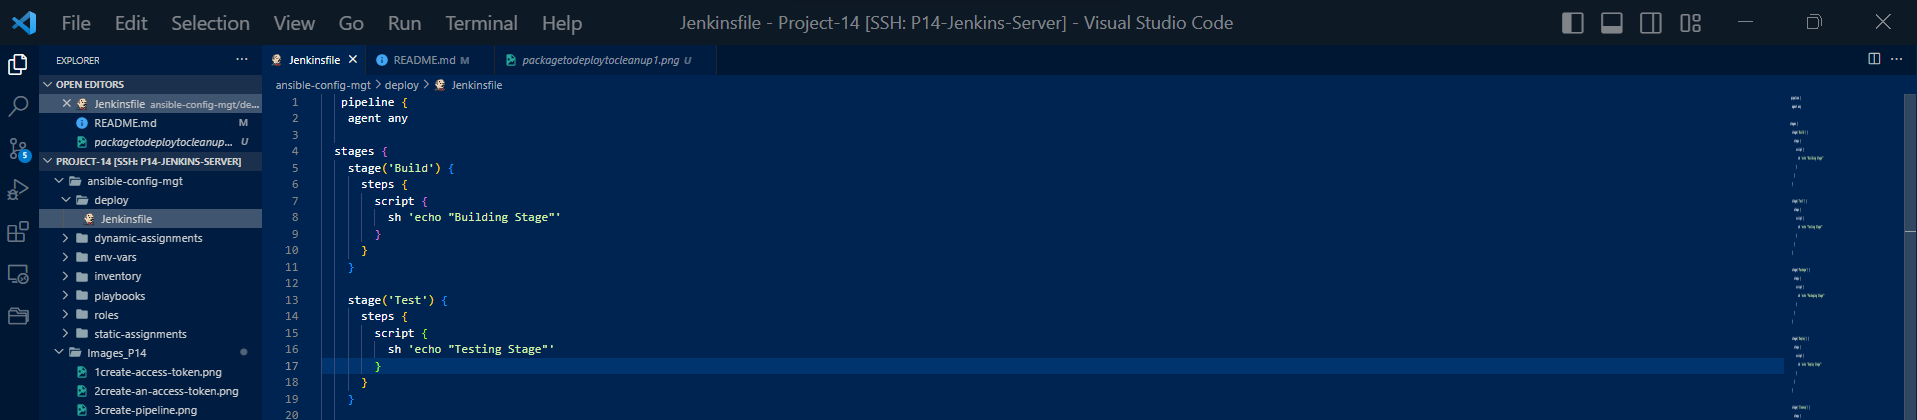 File Edit Selection View Go Run Terminal Help Jenkinsfile - Project-14 [SSH: P14-Jenkins-Server] - Visual Studio Code
EXPLORER ...
Jenkinsfile README.md M packagetodeploytocleanup1.png U
OPEN EDITORS
Jenkinsfile ansible-config-mgt/de...
README.md M
packagetodeploytocleanup... U
5
PROJECT-14 [SSH: P14-JENKINS-SERVER]
ansible-config-mgt
deploy
Jenkinsfile
dynamic-assignments
env-vars
inventory
playbooks
roles
static-assignments
Images_P14
1create-access-token.png
2create-an-access-token.png
3create-pipeline.png
ansible-config-mgt > deploy > Jenkinsfile
1 pipeline {
2 agent any
3
4 stages {
5 stage('Build') {
6 steps {
7 script {
8 sh 'echo "Building Stage"'
9 }
10 }
11 }
12
13 stage('Test') {
14 steps {
15 script {
16 sh 'echo "Testing Stage"'
17 }
18 }
19 }
20